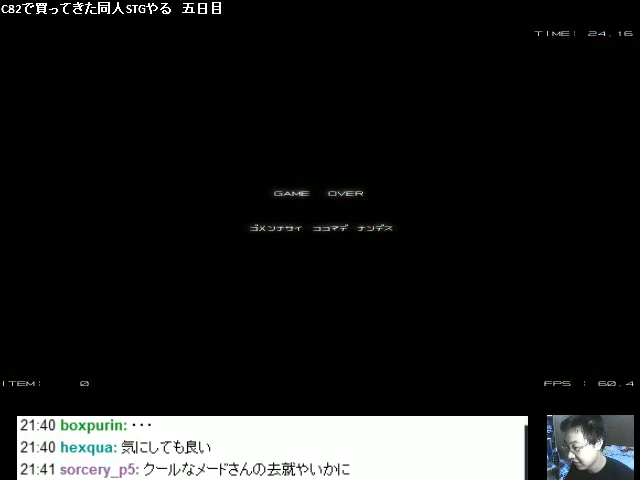 C82で買ってきた同人STGやる 五日目
TIME: 24.16
GAME OVER
ゴメンナサイ ココマデ ナンデス
ITEM: 0
FPS : 60.4
21:40 boxpurin: ･･･
21:40 hexqua: 気にしても良い
21:41 sorcery_p5: クールなメードさんの去就やいかに